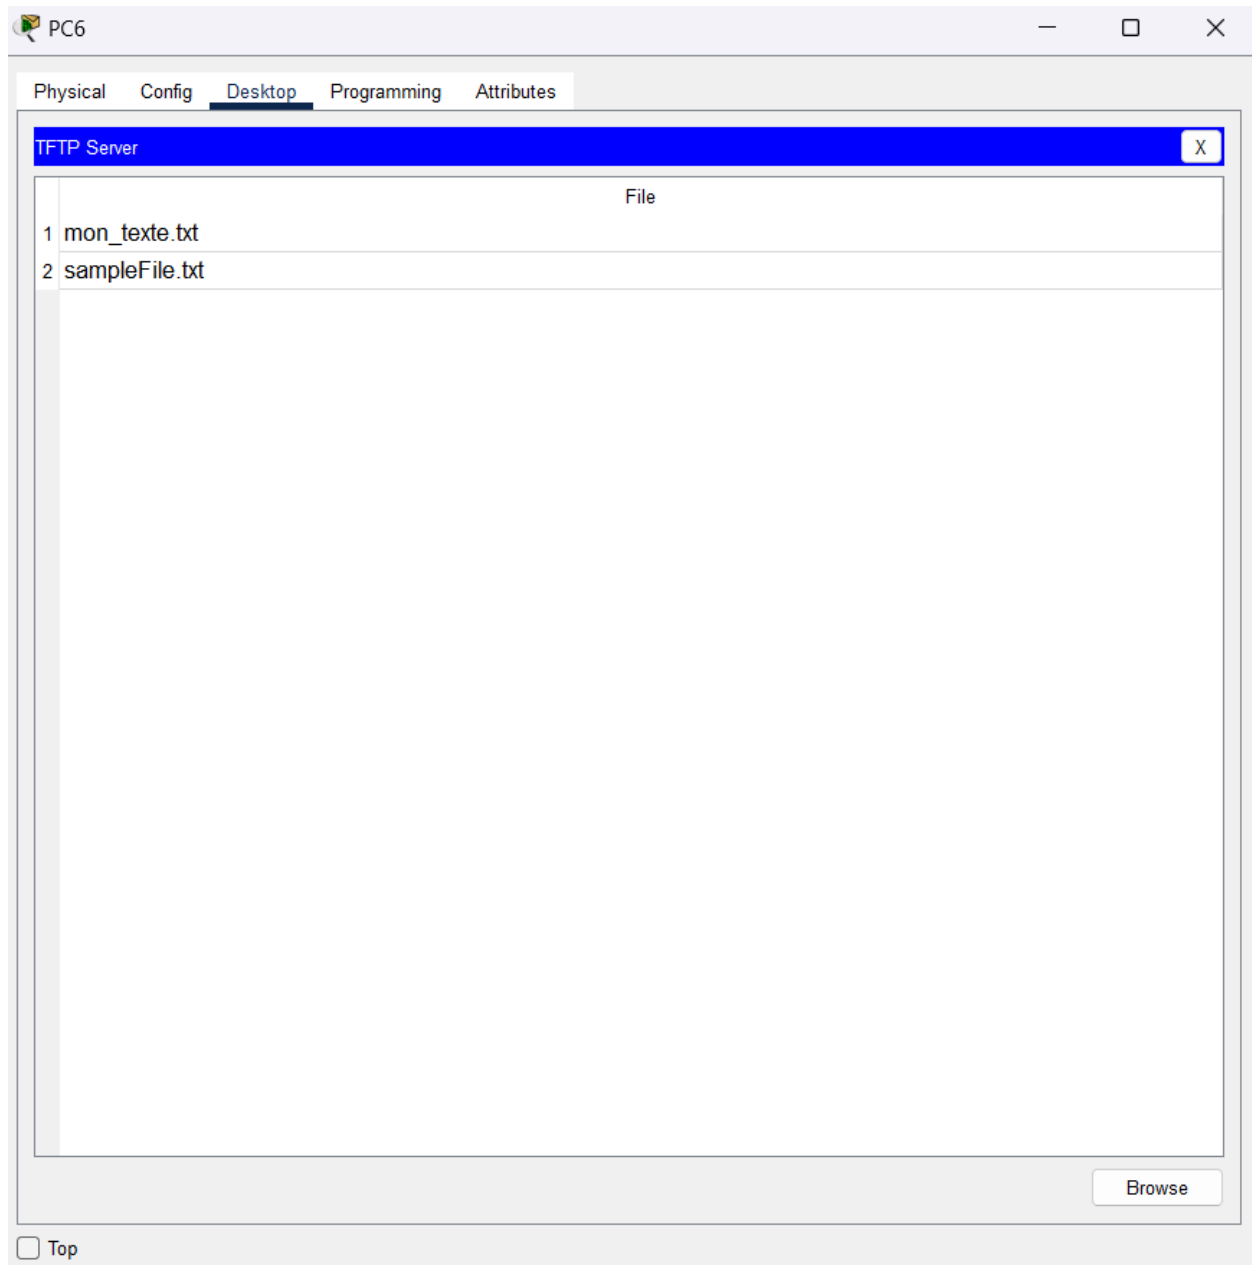 PC6
Physical Config Desktop Programming Attributes
TFTP Server X
File
1 mon_texte.txt
2 sampleFile.txt
Browse
Top